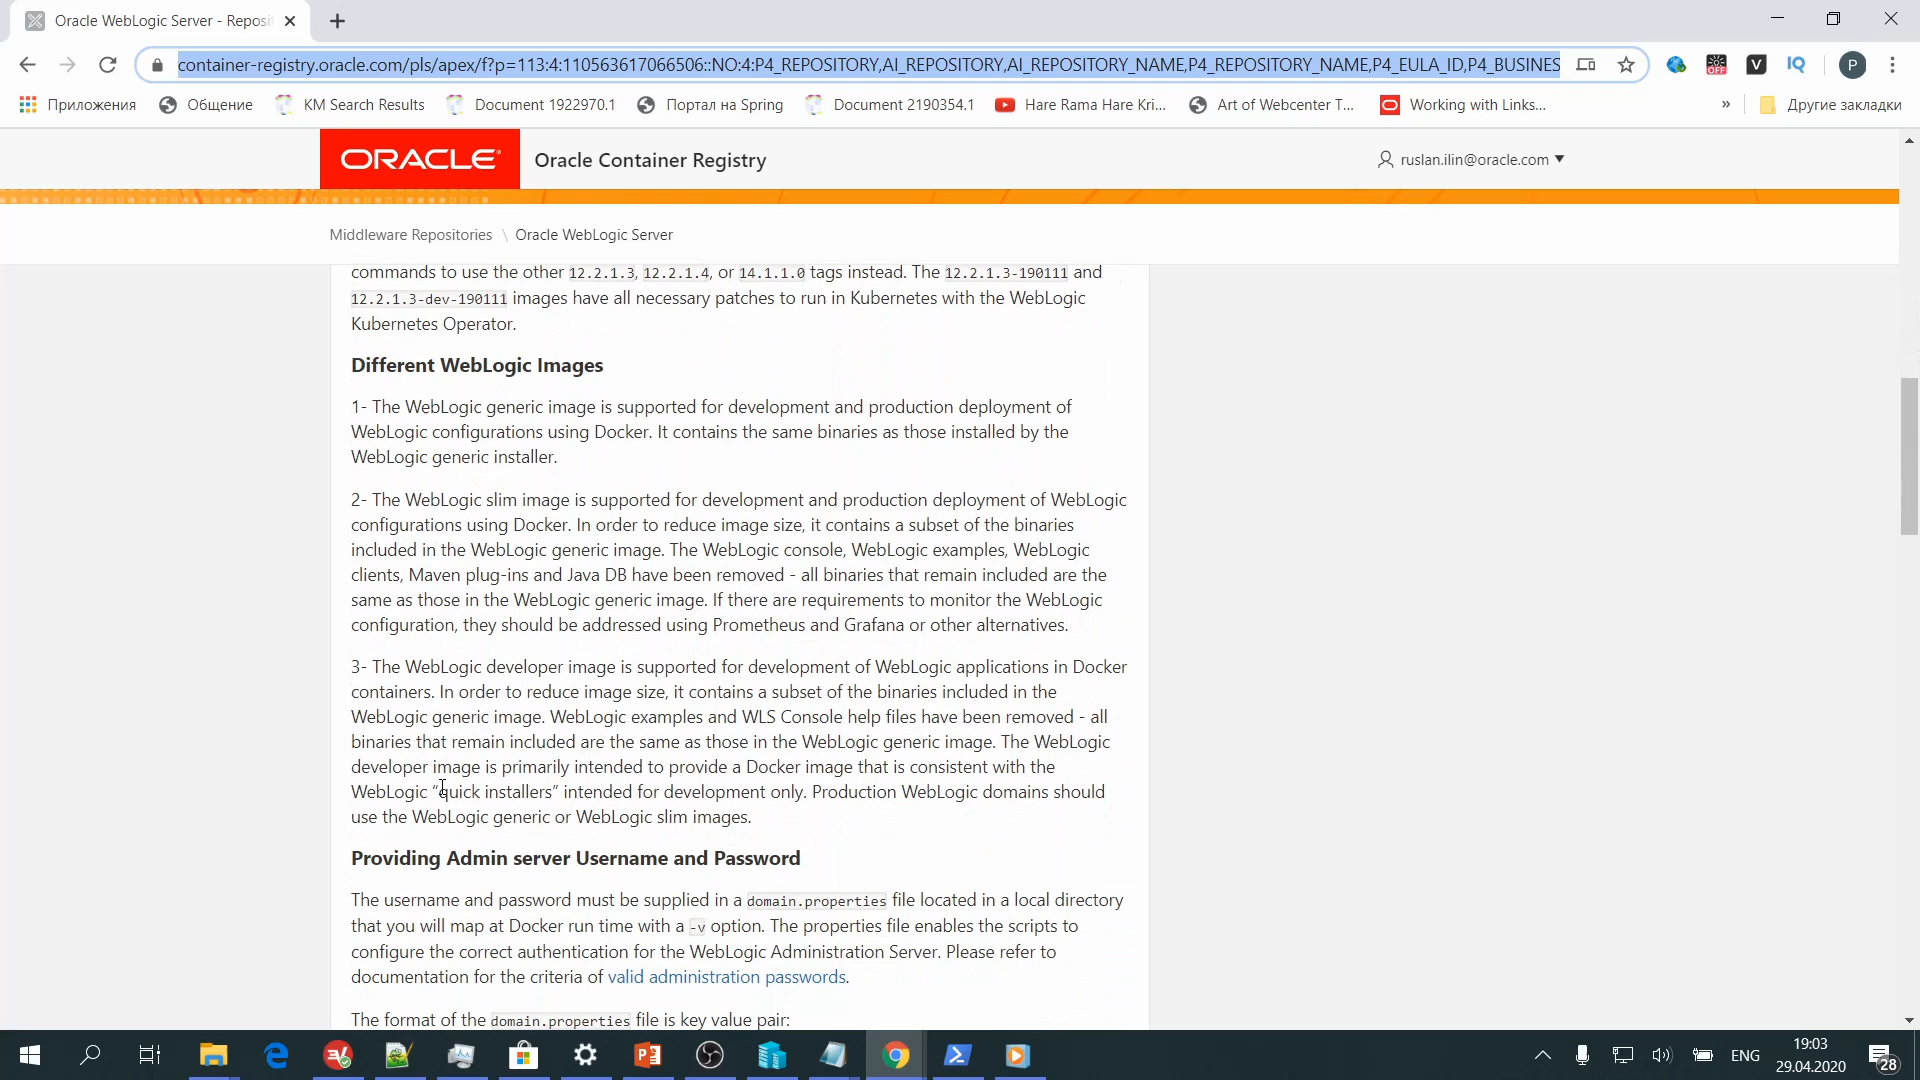 Oracle WebLogic Server - Reposi
container-registry.oracle.com/pls/apex/f?p=113:4:110563617066506::NO:4:P4_REPOSITORY,AI_REPOSITORY,AI_REPOSITORY_NAME,P4_REPOSITORY_NAME,P4_EULA_ID,P4_BUSINES
OFF V IQ P
Приложения Общение KM Search Results Document 1922970.1 Портал на Spring Document 2190354.1 Hare Rama Hare Kri... Art of Webcenter T... Working with Links... » Другие закладки
ORACLE Oracle Container Registry ruslan.ilin@oracle.com
Middleware Repositories \ Oracle WebLogic Server
commands to use the other 12.2.1.3, 12.2.1.4, or 14.1.1.0 tags instead. The 12.2.1.3-190111 and
12.2.1.3-dev-190111 images have all necessary patches to run in Kubernetes with the WebLogic
Kubernetes Operator.
Different WebLogic Images
1- The WebLogic generic image is supported for development and production deployment of
WebLogic configurations using Docker. It contains the same binaries as those installed by the
WebLogic generic installer.
2- The WebLogic slim image is supported for development and production deployment of WebLogic
configurations using Docker. In order to reduce image size, it contains a subset of the binaries
included in the WebLogic generic image. The WebLogic console, WebLogic examples, WebLogic
clients, Maven plug-ins and Java DB have been removed - all binaries that remain included are the
same as those in the WebLogic generic image. If there are requirements to monitor the WebLogic
configuration, they should be addressed using Prometheus and Grafana or other alternatives.
3- The WebLogic developer image is supported for development of WebLogic applications in Docker
containers. In order to reduce image size, it contains a subset of the binaries included in the
WebLogic generic image. WebLogic examples and WLS Console help files have been removed - all
binaries that remain included are the same as those in the WebLogic generic image. The WebLogic
developer image is primarily intended to provide a Docker image that is consistent with the
WebLogic “quick installers” intended for development only. Production WebLogic domains should
use the WebLogic generic or WebLogic slim images.
Providing Admin server Username and Password
The username and password must be supplied in a domain.properties file located in a local directory
that you will map at Docker run time with a -v option. The properties file enables the scripts to
configure the correct authentication for the WebLogic Administration Server. Please refer to
documentation for the criteria of valid administration passwords.
The format of the domain.properties file is key value pair:
ENG
19:03
29.04.2020
28